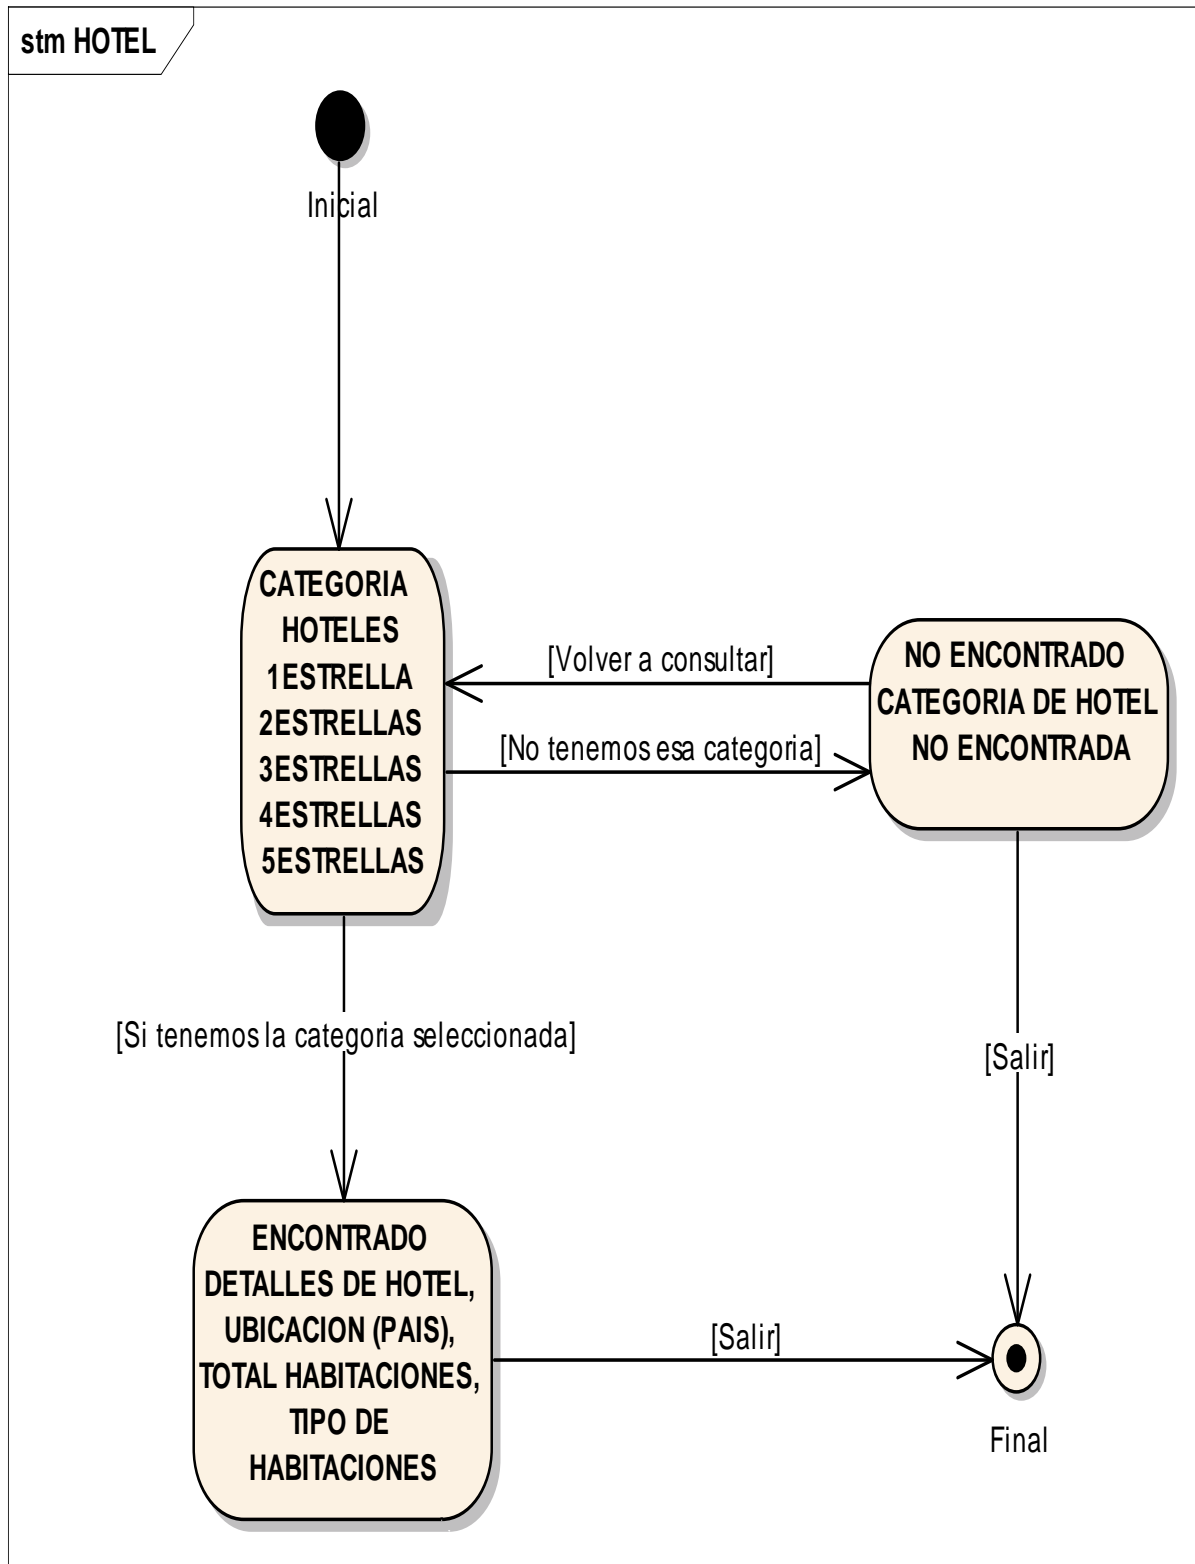 stm HOTEL
Inicial
CATEGORIA
HOTELES
1ESTRELLA
2ESTRELLAS
3ESTRELLAS
4ESTRELLAS
5ESTRELLAS
[Volver a consultar]
[No tenemos esa categoria]
NO ENCONTRADO
CATEGORIA DE HOTEL
NO ENCONTRADA
[Si tenemos la categoria seleccionada]
[Salir]
ENCONTRADO
DETALLES DE HOTEL,
UBICACION (PAIS),
TOTAL HABITACIONES,
TIPO DE
HABITACIONES
[Salir]
Final